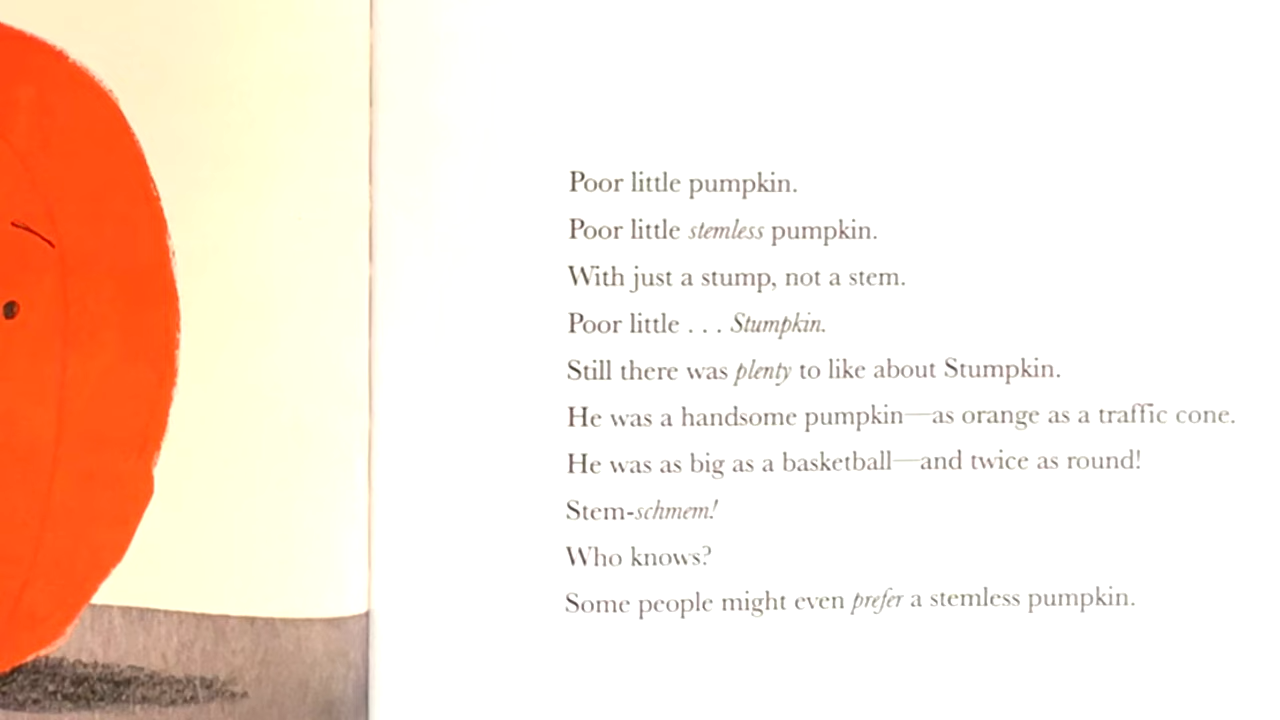 Poor little pumpkin.
Poor little stemless pumpkin.
With just a stump, not a stem.
Poor little . . . Stumpkin.
Still there was plenty to like about Stumpkin.
He was a handsome pumpkin—as orange as a traffic cone.
He was as big as a basketball—and twice as round!
Stem-schmem!
Who knows?
Some people might even prefer a stemless pumpkin.